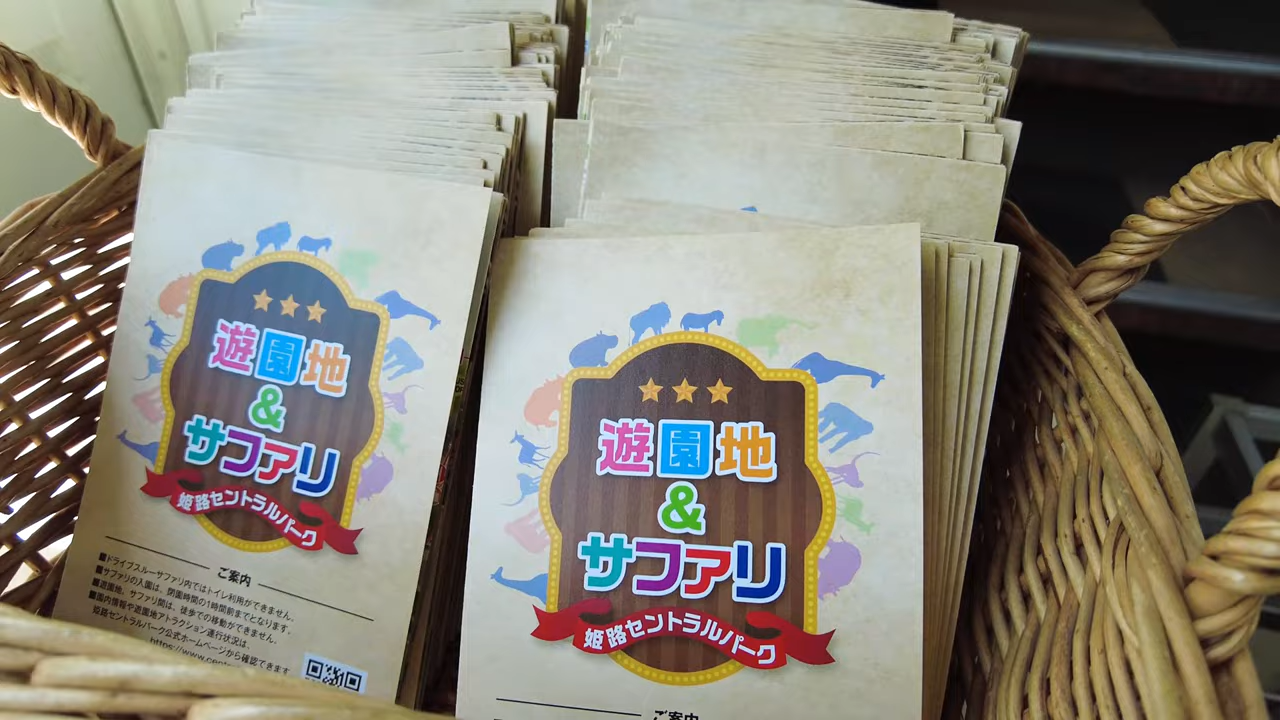 遊園地
&
サファリ
姫路セントラルパーク
ご案内
■ドライブスルーサファリ内ではトイレ利用ができません。
■サファリの入園は、閉園時間の1時間前までとなります。
■遊園地、サファリ間は、徒歩での移動ができません。
■園内情報や遊園地アトラクション運行状況は、
姫路セントラルパーク公式ホームページから確認できます
https://www.cent
遊園地
&
サファリ
姫路セントラルパーク
ご案内